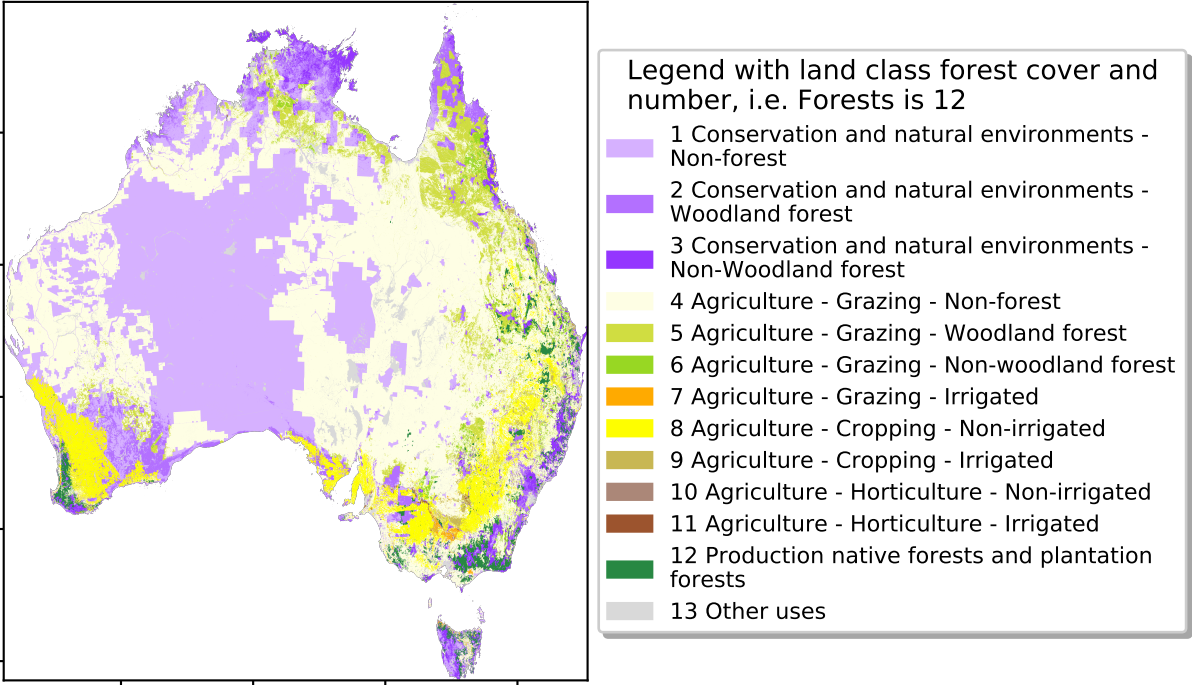 Legend with land class forest cover and
number, i.e. Forests is 12
1 Conservation and natural environments -
Non-forest
2 Conservation and natural environments -
Woodland forest
3 Conservation and natural environments -
Non-Woodland forest
4 Agriculture - Grazing - Non-forest
5 Agriculture - Grazing - Woodland forest
6 Agriculture - Grazing - Non-woodland forest
7 Agriculture - Grazing - Irrigated
8 Agriculture - Cropping - Non-irrigated
9 Agriculture - Cropping - Irrigated
10 Agriculture - Horticulture - Non-irrigated
11 Agriculture - Horticulture - Irrigated
12 Production native forests and plantation
forests
13 Other uses